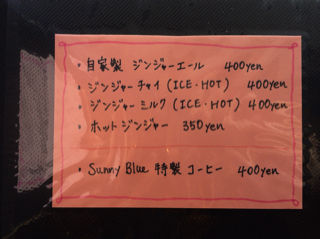 ・自家製 ジンジャーエール 400yen
・ジンジャー チャイ (ICE・HOT) 400yen
・ジンジャー ミルク (ICE・HOT) 400yen
・ホットジンジャー 350yen
・Sunny Blue 特製 コーヒー 400yen